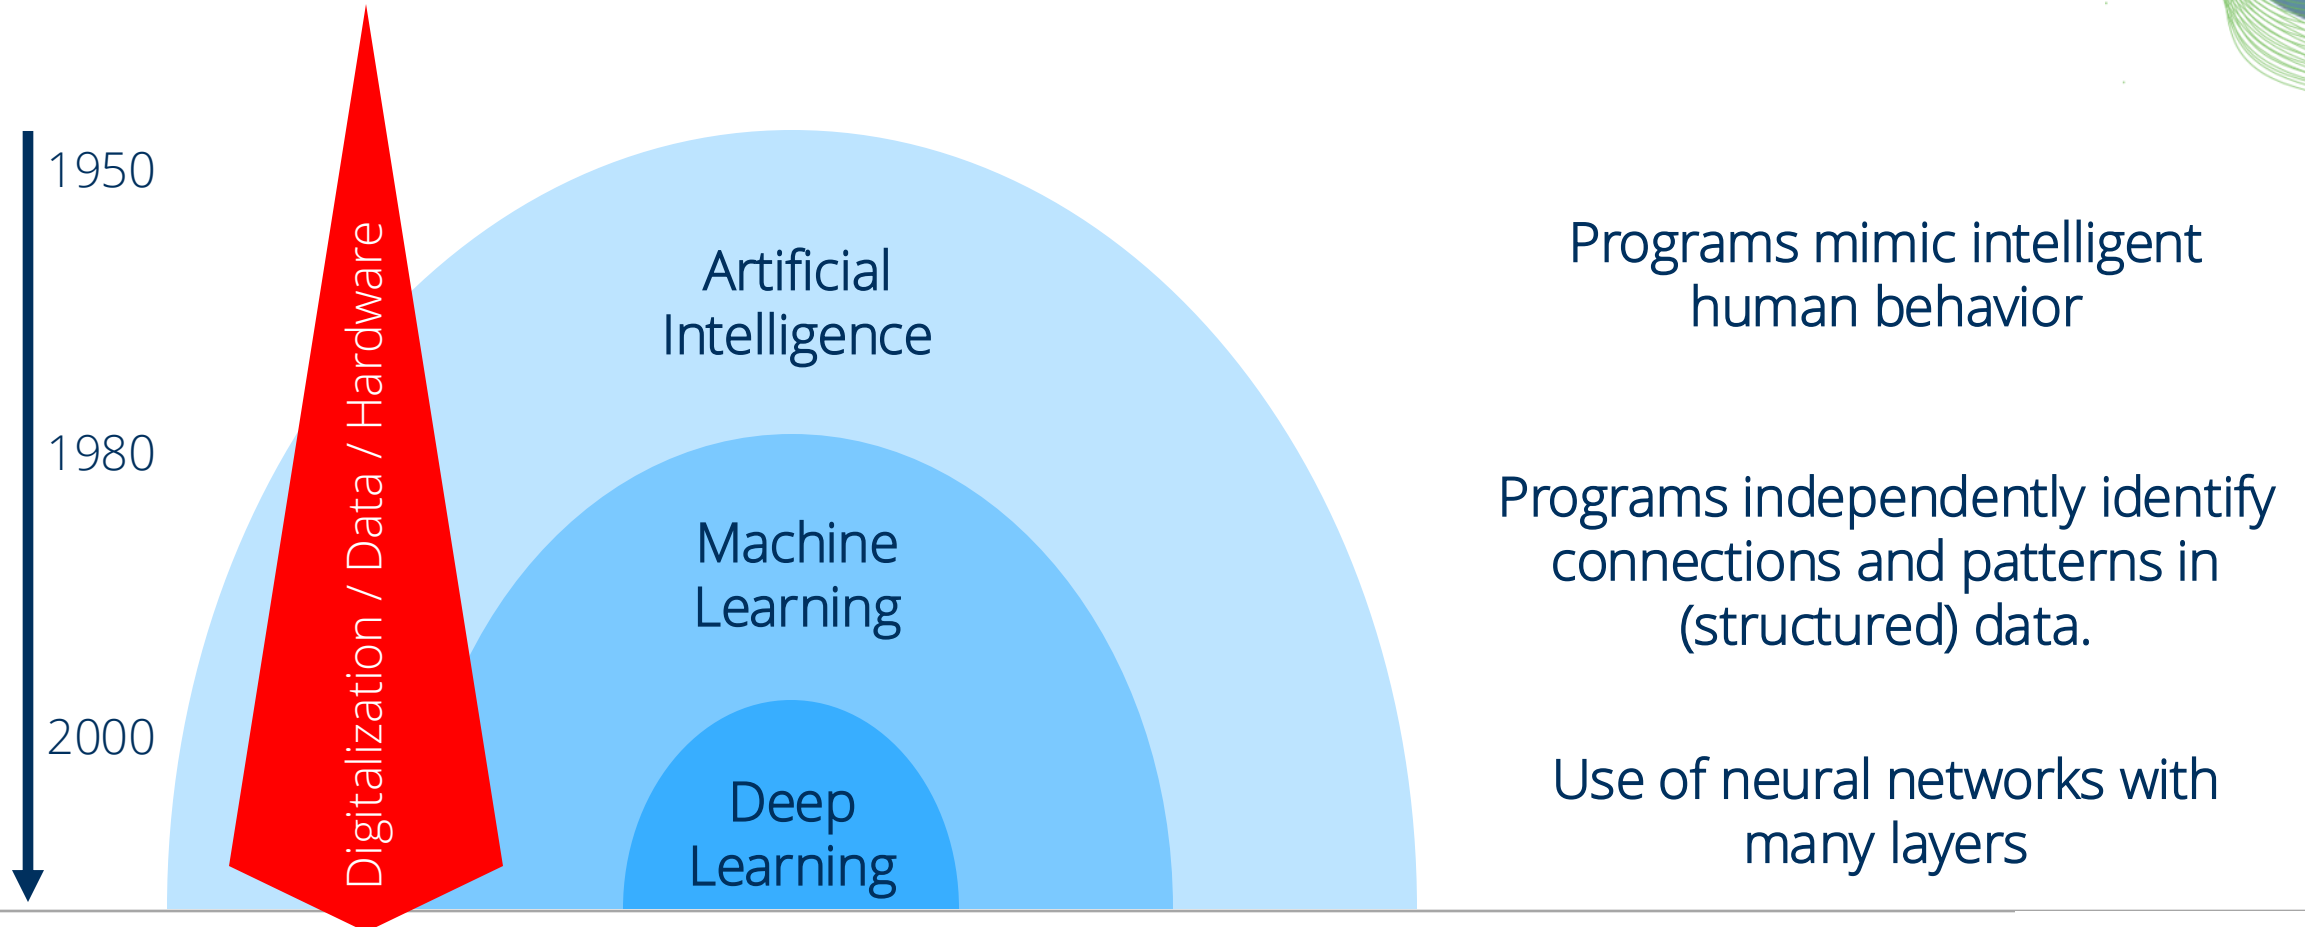 1950
Artificial
Intelligence
Programs mimic intelligent
human behavior
1980
Machine
Learning
Programs independently identify
connections and patterns in
(structured) data.
2000
Deep
Learning
Use of neural networks with
many layers
Digitalization / Data / Hardware